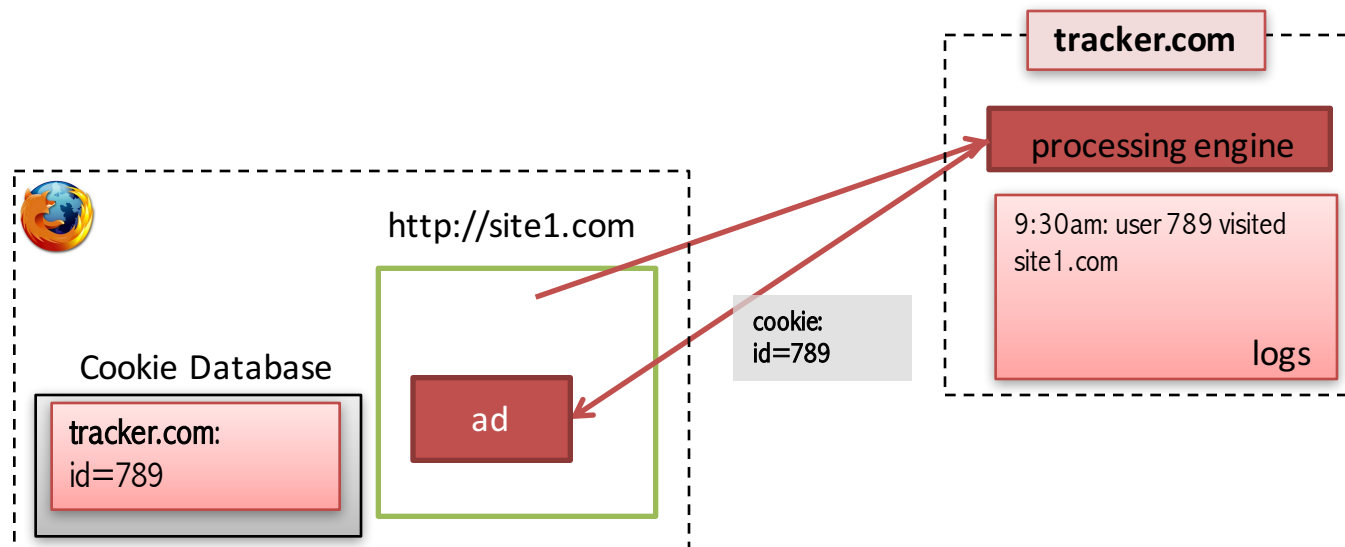 tracker.com
processing engine
9:30am: user 789 visited
site1.com
logs
http://site1.com
cookie:
id=789
Cookie Database
tracker.com:
id=789
ad